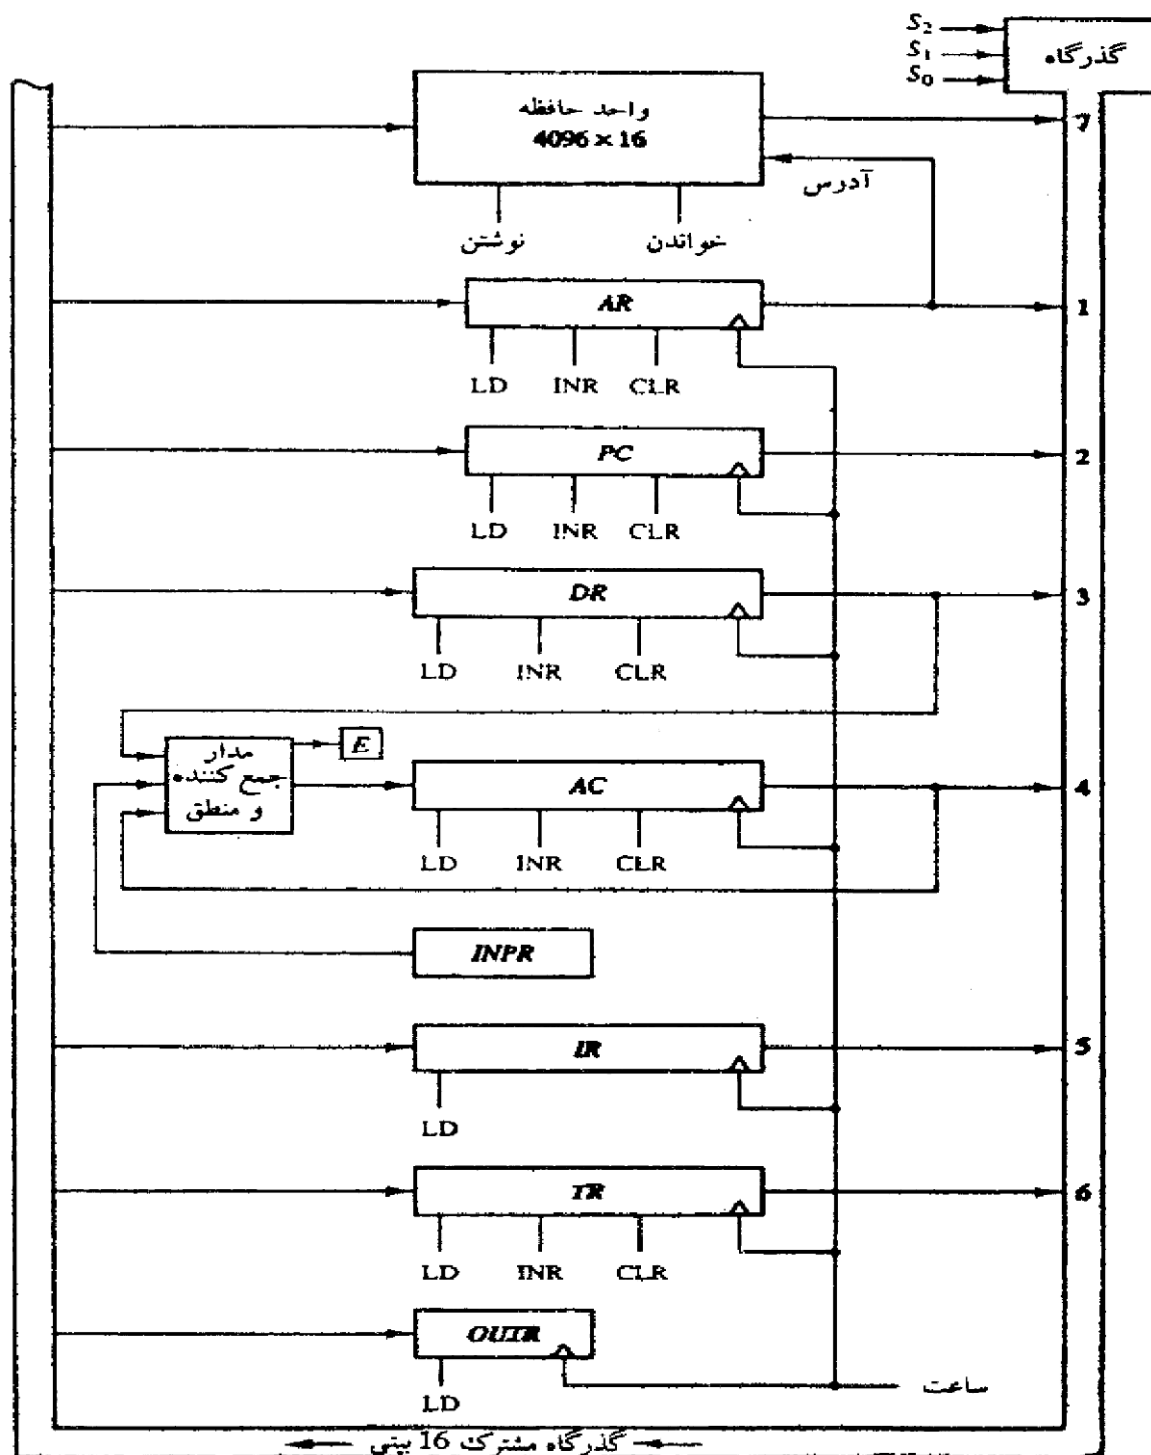 S2
S1
S0
گذرگاه
واحد حافظه
4096 × 16
7
آدرس
نوشتن
خواندن
AR
1
LD INR CLR
PC
2
LD INR CLR
DR
3
LD INR CLR
مدار
جمع کننده
و منطق
E
AC
4
LD INR CLR
INPR
IR
5
LD
TR
6
LD INR CLR
OUTR
LD
ساعت
گذرگاه مشترک 16 بیتی